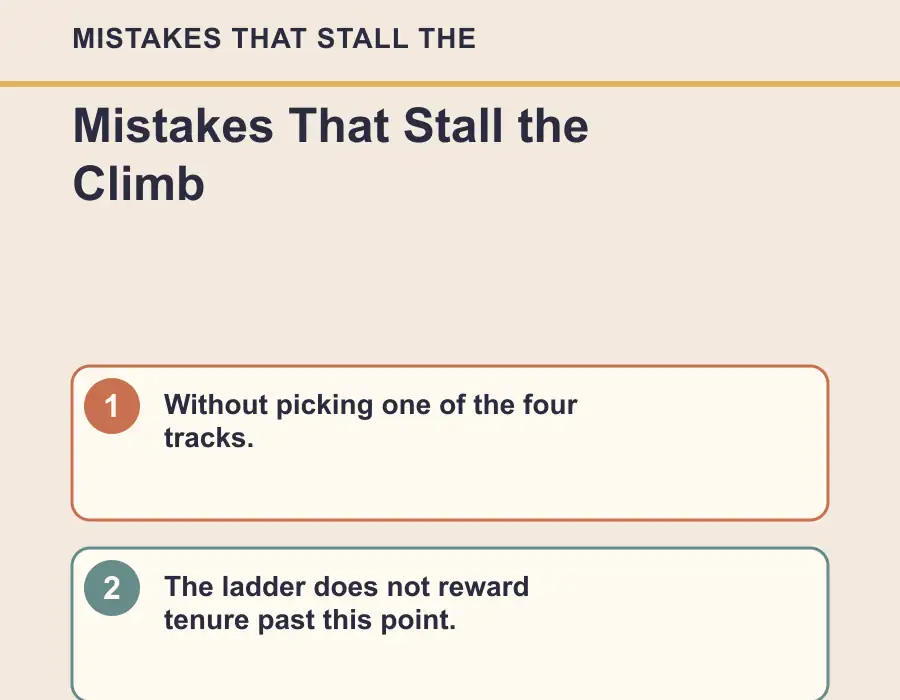 MISTAKES THAT STALL THE
Mistakes That Stall the
Climb
1
Without picking one of the four
tracks.
2
The ladder does not reward
tenure past this point.